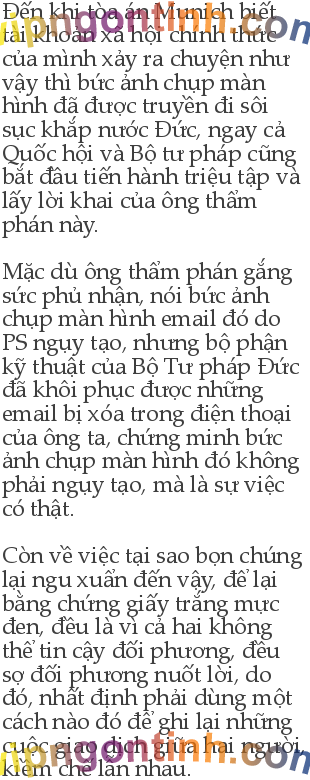 Đến khi tòa án Munich biết
tài khoản xã hội chính thức
của mình xảy ra chuyện như
vậy thì bức ảnh chụp màn
hình đã được truyền đi sôi
sục khắp nước Đức, ngay cả
Quốc hội và Bộ tư pháp cũng
bắt đầu tiến hành triệu tập và
lấy lời khai của ông thẩm
phán này.
Mặc dù ông thẩm phán gắng
sức phủ nhận, nói bức ảnh
chụp màn hình email đó do
PS ngụy tạo, nhưng bộ phận
kỹ thuật của Bộ Tư pháp Đức
đã khôi phục được những
email bị xóa trong điện thoại
của ông ta, chứng minh bức
ảnh chụp màn hình đó không
phải ngụy tạo, mà là sự việc
có thật.
Còn về việc tại sao bọn chúng
lại ngu xuẩn đến vậy, để lại
bằng chứng giấy trắng mực
đen, đều là vì cả hai không
thể tin cậy đối phương, đều
sợ đối phương nuốt lời, do
đó, nhất định phải dùng một
cách nào đó để ghi lại những
cuộc giao dịch giữa hai người,
kiềm chế lẫn nhau.
vipngontinh.com
vipngontinh.com